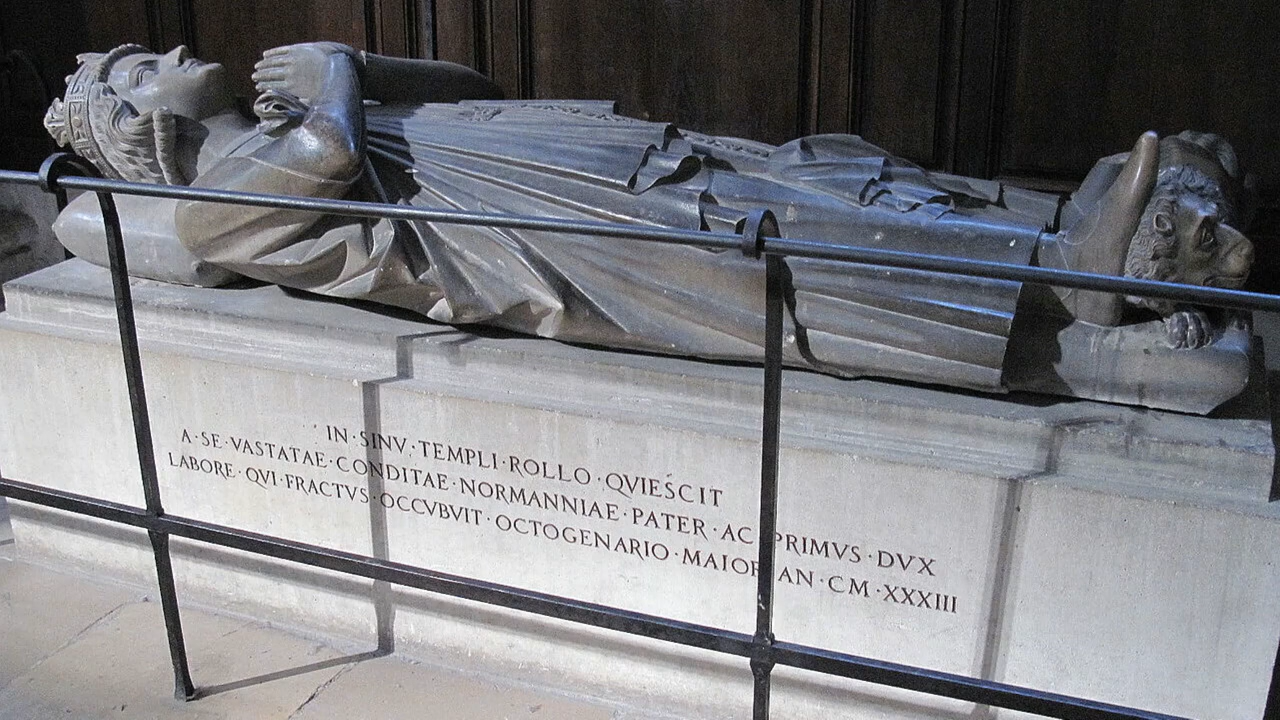 IN·SINV·TEMPLI·ROLLO·QVIESCIT
A·SE·VASTATAE·CONDITAE·NORMANNIAE·PATER·AC PRIMVS·DVX
LABORE·QVI·FRACTVS·OCCVBVIT·OCTOGENARIO·MAIOR AN·CM·XXXIII